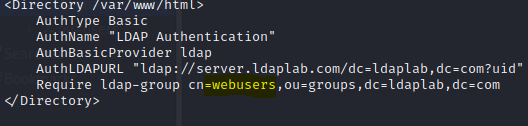 <Directory /var/www/html>
AuthType Basic
AuthName "LDAP Authentication"
AuthBasicProvider ldap
AuthLDAPURL "ldap://server.ldaplab.com/dc=ldaplab,dc=com?uid"
Require ldap-group cn=webusers,ou=groups,dc=ldaplab,dc=com
</Directory>